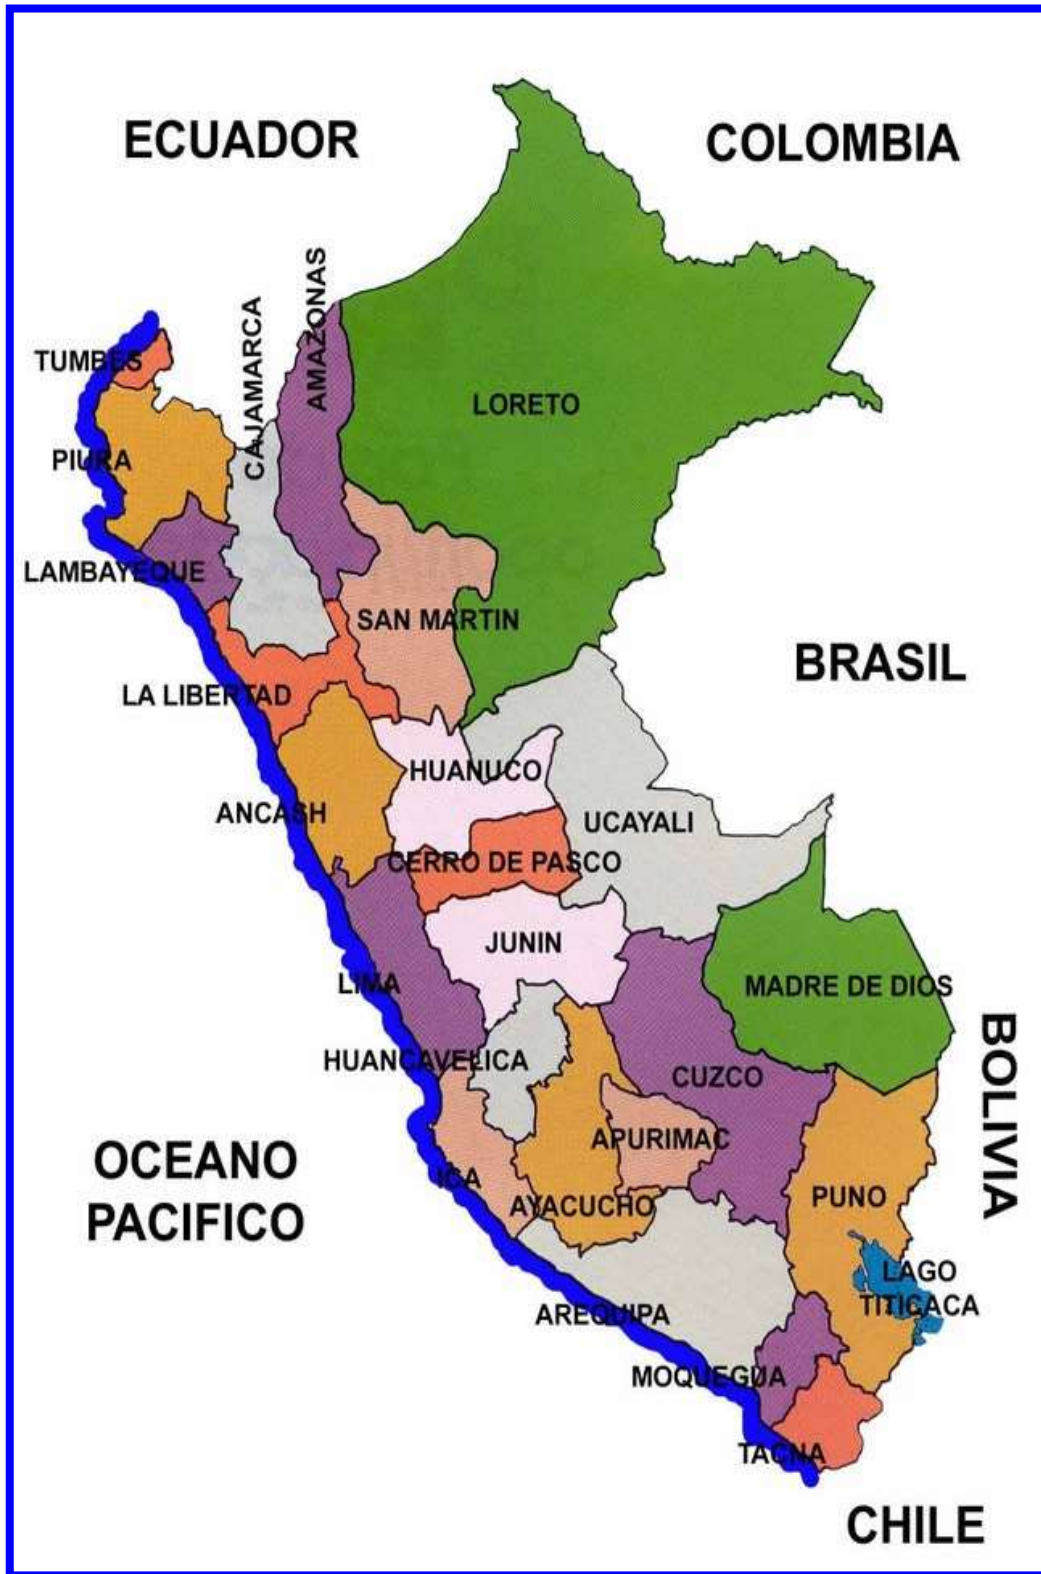 ECUADOR
COLOMBIA
AMAZONAS
CAJAMARCA
TUMBES
LORETO
PIURA
LAMBAYEQUE
SAN MARTIN
BRASIL
LA LIBERTAD
HUANUCO
ANCASH
UCAYALI
CERRO DE PASCO
JUNIN
LIMA
MADRE DE DIOS
HUANCAVELICA
CUZCO
BOLIVIA
APURIMAC
OCEANO
PACIFICO
ICA
AYACUCHO
PUNO
LAGO
TITICACA
AREQUIPA
MOQUEGUA
TACNA
CHILE